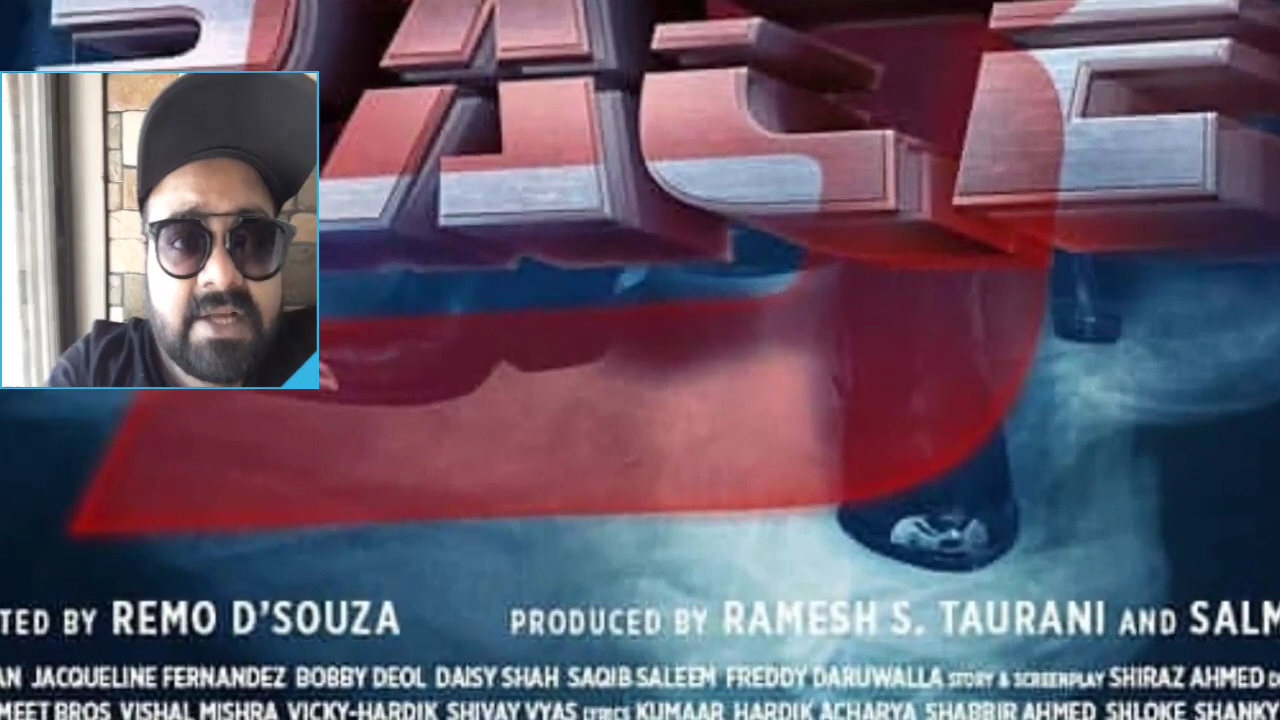 RACE
TED BY REMO D'SOUZA PRODUCED BY RAMESH S. TAURANI AND SALM
AN JACQUELINE FERNANDEZ BOBBY DEOL DAISY SHAH SAQIB SALEEM FREDDY DARUWALLA STORY & SCREENPLAY SHIRAZ AHMED
MEET BROS VISHAL MISHRA VICKY-HARDIK SHIVAY VYAS LYRICS KUMAAR HARDIK ACHARYA SHABBIR AHMED SHLOKE SHANKY